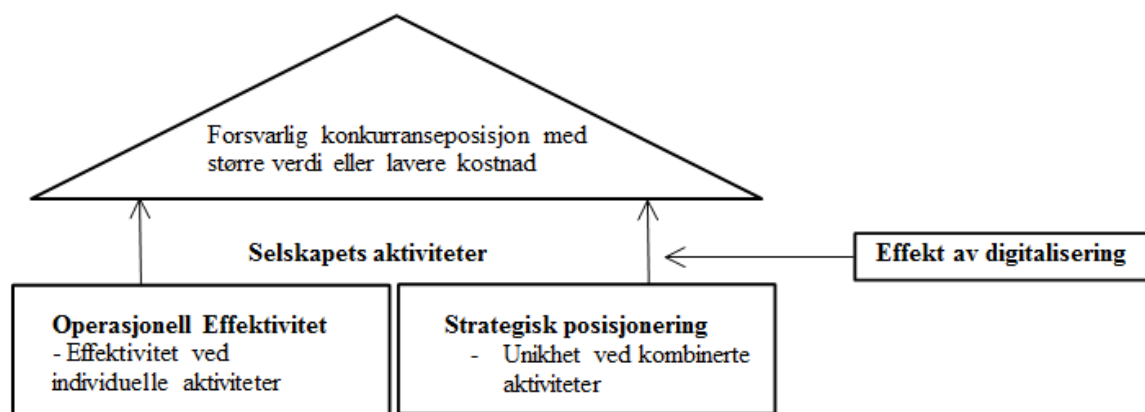 Forsvarlig konkurranseposisjon med
større verdi eller lavere kostnad
Selskapets aktiviteter
Effekt av digitalisering
Operasjonell Effektivitet
- Effektivitet ved
individuelle aktiviteter
Strategisk posisjonering
- Unikhet ved kombinerte
aktiviteter